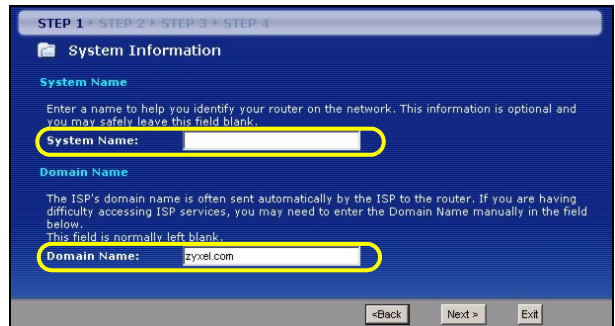 STEP 1 ▸ STEP 2 ▸ STEP 3 ▸ STEP 4
System Information
System Name
Enter a name to help you identify your router on the network. This information is optional and
you may safely leave this field blank.
System Name:
Domain Name
The ISP's domain name is often sent automatically by the ISP to the router. If you are having
difficulty accessing ISP services, you may need to enter the Domain Name manually in the field
below.
This field is normally left blank.
Domain Name: zyxel.com
<Back Next > Exit